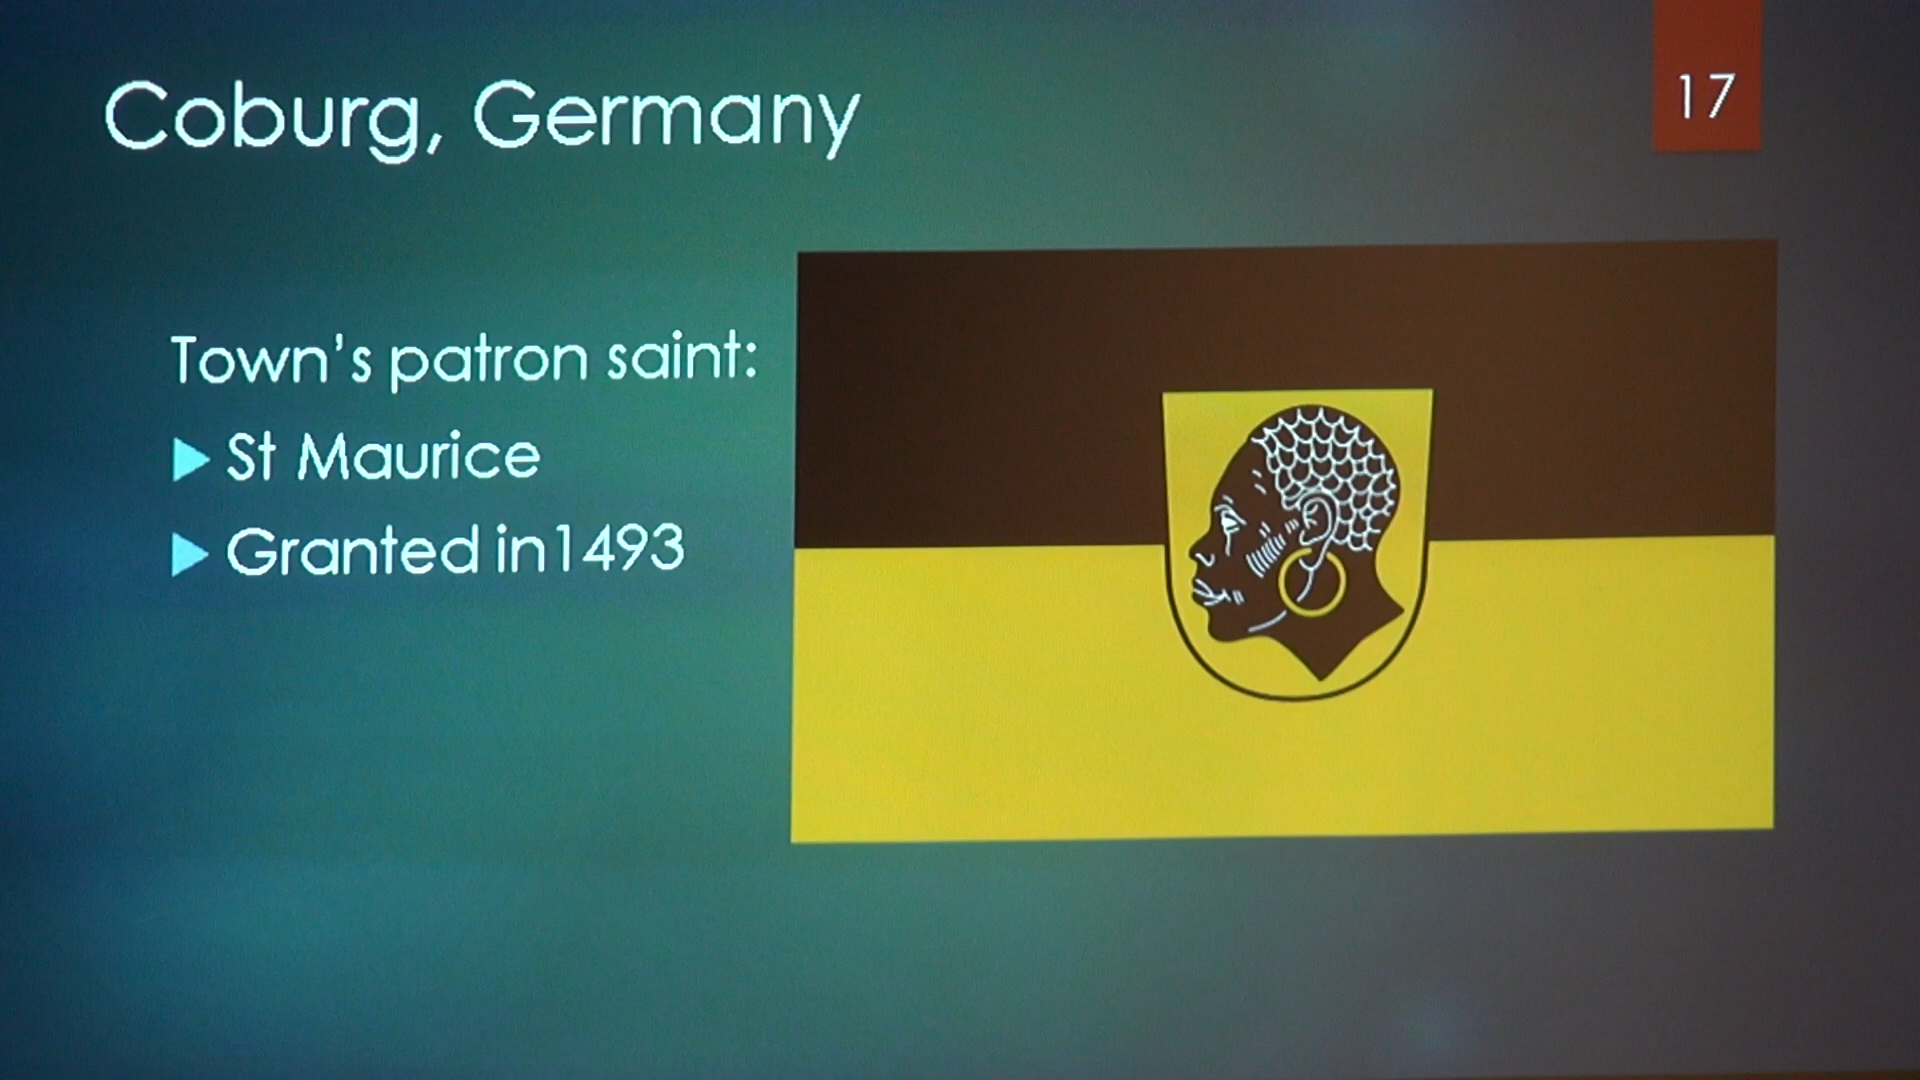 Coburg, Germany
17
Town's patron saint:
St Maurice
Granted in1493